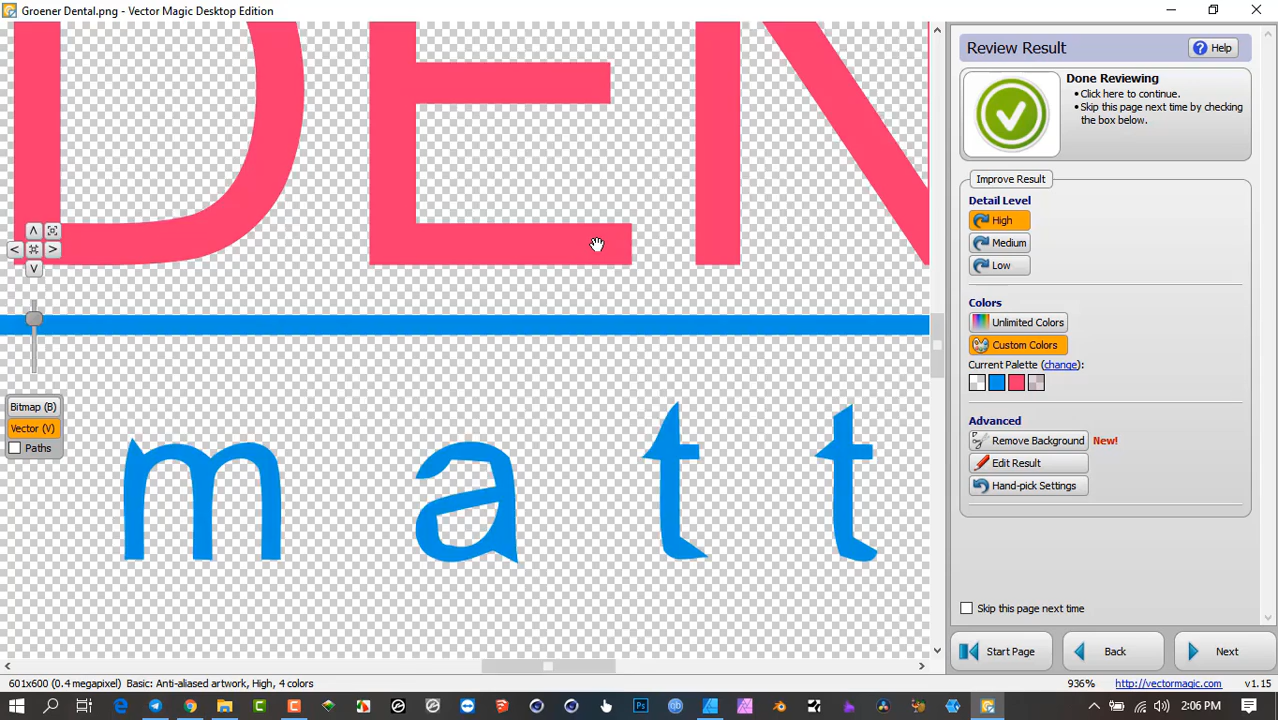 Groener Dental.png - Vector Magic Desktop Edition
DEN
m a t t
Bitmap (B)
Vector (V)
Paths
Review Result
Help
Done Reviewing
•Click here to continue.
•Skip this page next time by checking
the box below.
Improve Result
Detail Level
High
Medium
Low
Colors
Unlimited Colors
Custom Colors
Current Palette (change):
Advanced
Remove Background New!
Edit Result
Hand-pick Settings
Skip this page next time
Start Page
Back
Next
601x600 (0.4 megapixel) Basic: Anti-aliased artwork, High, 4 colors
936%
http://vectormagic.com
v1.15
2:06 PM